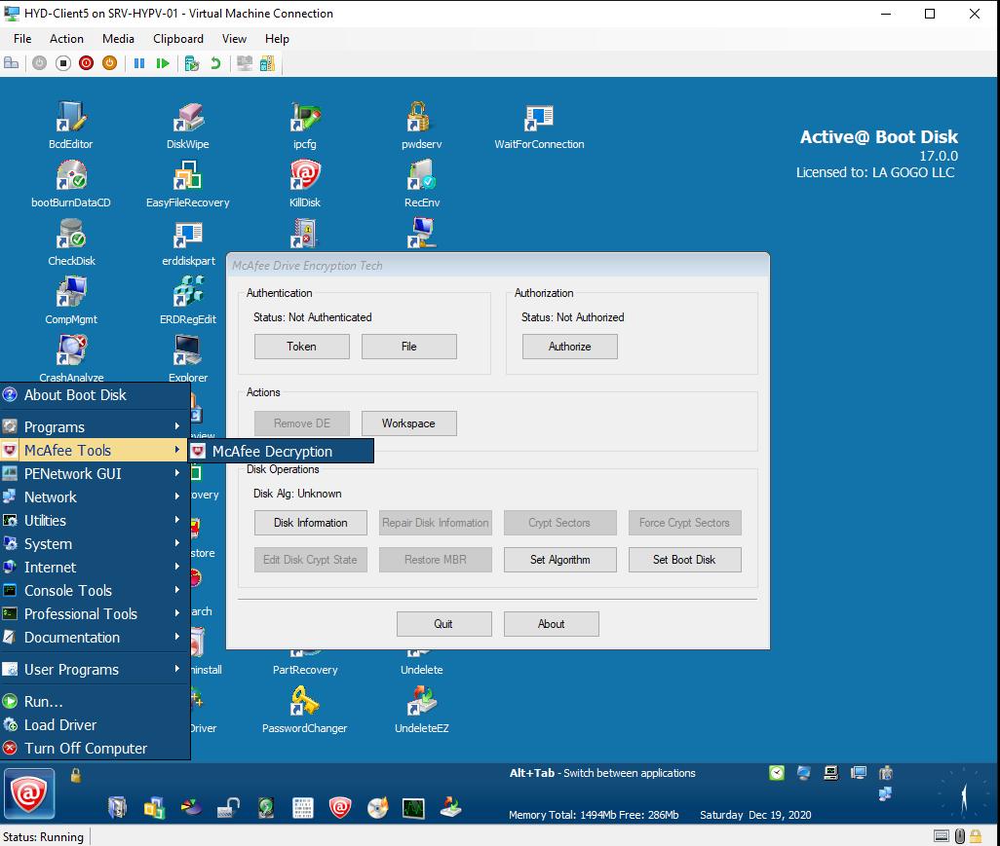 HYD-Client5 on SRV-HYPV-01 - Virtual Machine Connection
File Action Media Clipboard View Help
BcdEditor DiskWipe ipcfg pwdserv WaitForConnection
Active@ Boot Disk
17.0.0
Licensed to: LA GOGO LLC
bootBurnDataCD EasyFileRecovery KillDisk RecEnv
CheckDisk erddiskpart
CompMgmt ERDRegEdit
CrashAnalyze Explorer
McAfee Drive Encryption Tech
Authentication
Status: Not Authenticated
Token File
Authorization
Status: Not Authorized
Authorize
Actions
Remove DE Workspace
Disk Operations
Disk Alg: Unknown
Disk Information Repair Disk Information Crypt Sectors Force Crypt Sectors
Edit Disk Crypt State Restore MBR Set Algorithm Set Boot Disk
Quit About
About Boot Disk
Programs
McAfee Tools
McAfee Decryption
PENetwork GUI
Network
Utilities
System
Internet
Console Tools
Professional Tools
Documentation
User Programs
Run...
Load Driver
Turn Off Computer
view
overy
store
arch
ninstall PartRecovery Undelete
Driver PasswordChanger UndeleteEZ
Alt+Tab - Switch between applications
Memory Total: 1494Mb Free: 286Mb Saturday Dec 19, 2020
Status: Running